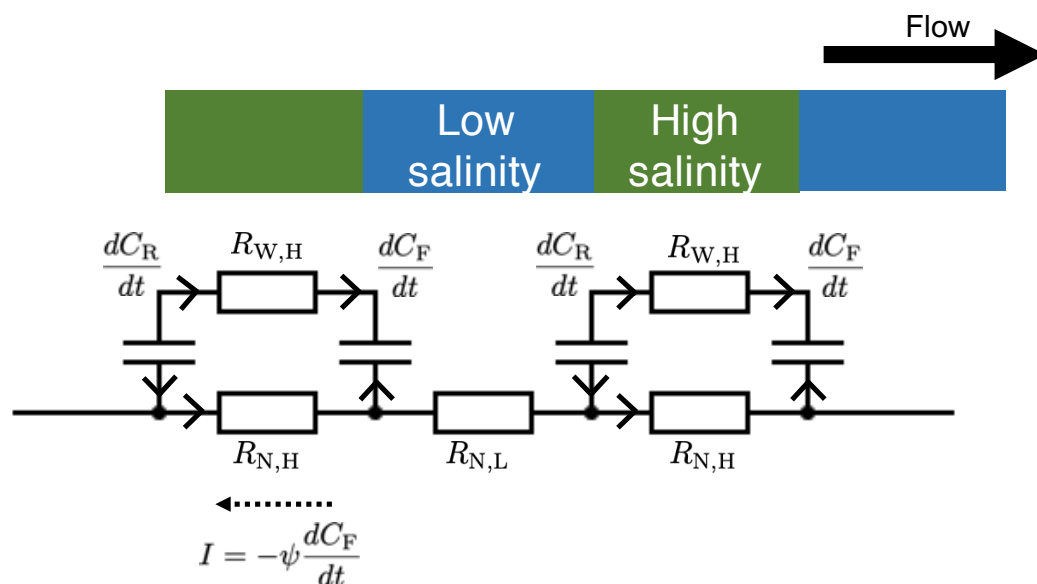 Flow
Low
salinity
High
salinity
dC_R/dt
R_W,H
dC_F/dt
dC_R/dt
R_W,H
dC_F/dt
R_N,H
R_N,L
R_N,H
I = −ψ dC_F/dt